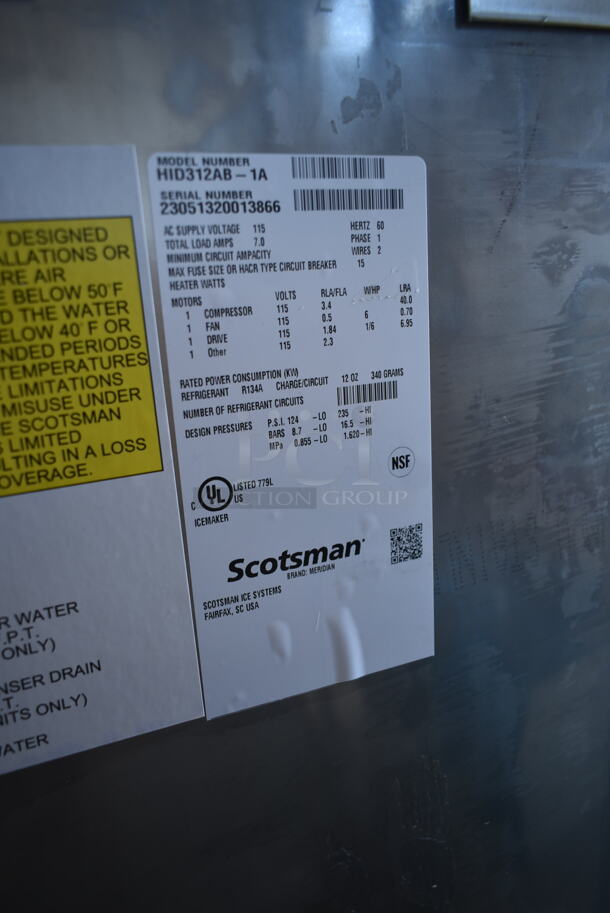 MODEL NUMBER
HID312AB - 1A
SERIAL NUMBER
23051320013866
AC SUPPLY VOLTAGE 115 HERTZ 60
TOTAL LOAD AMPS 7.0 PHASE 1
MINIMUM CIRCUIT AMPACITY WIRES 2
MAX FUSE SIZE OR HACR TYPE CIRCUIT BREAKER 15
HEATER WATTS
MOTORS VOLTS RLA/FLA W/HP LRA
1 COMPRESSOR 115 3.4 40.0
1 FAN 115 0.5 6 0.70
1 DRIVE 115 1.84 1/6 6.95
1 Other 115 2.3
RATED POWER CONSUMPTION (KW)
REFRIGERANT R134A CHARGE/CIRCUIT 12 OZ 340 GRAMS
NUMBER OF REFRIGERANT CIRCUITS
DESIGN PRESSURES P.S.I. 124 - LO 235 - HI
BARS 8.7 - LO 16.5 - HI
MPa 0.855 - LO 1.620 - HI
NSF
C UL US LISTED 779L
ICEMAKER
PCI
AUCTION GROUP
Scotsman
BRAND: MERIDIAN
SCOTSMAN ICE SYSTEMS
FAIRFAX, SC USA
DESIGNED
ALLATIONS OR
RE AIR
E BELOW 50°F
D THE WATER
ELOW 40°F OR
NDED PERIODS
TEMPERATURES
E LIMITATIONS
MISUSE UNDER
E SCOTSMAN
S LIMITED
ULTING IN A LOSS
OVERAGE.
R WATER
.P.T.
ONLY)
NSER DRAIN
T.
NITS ONLY)
WATER